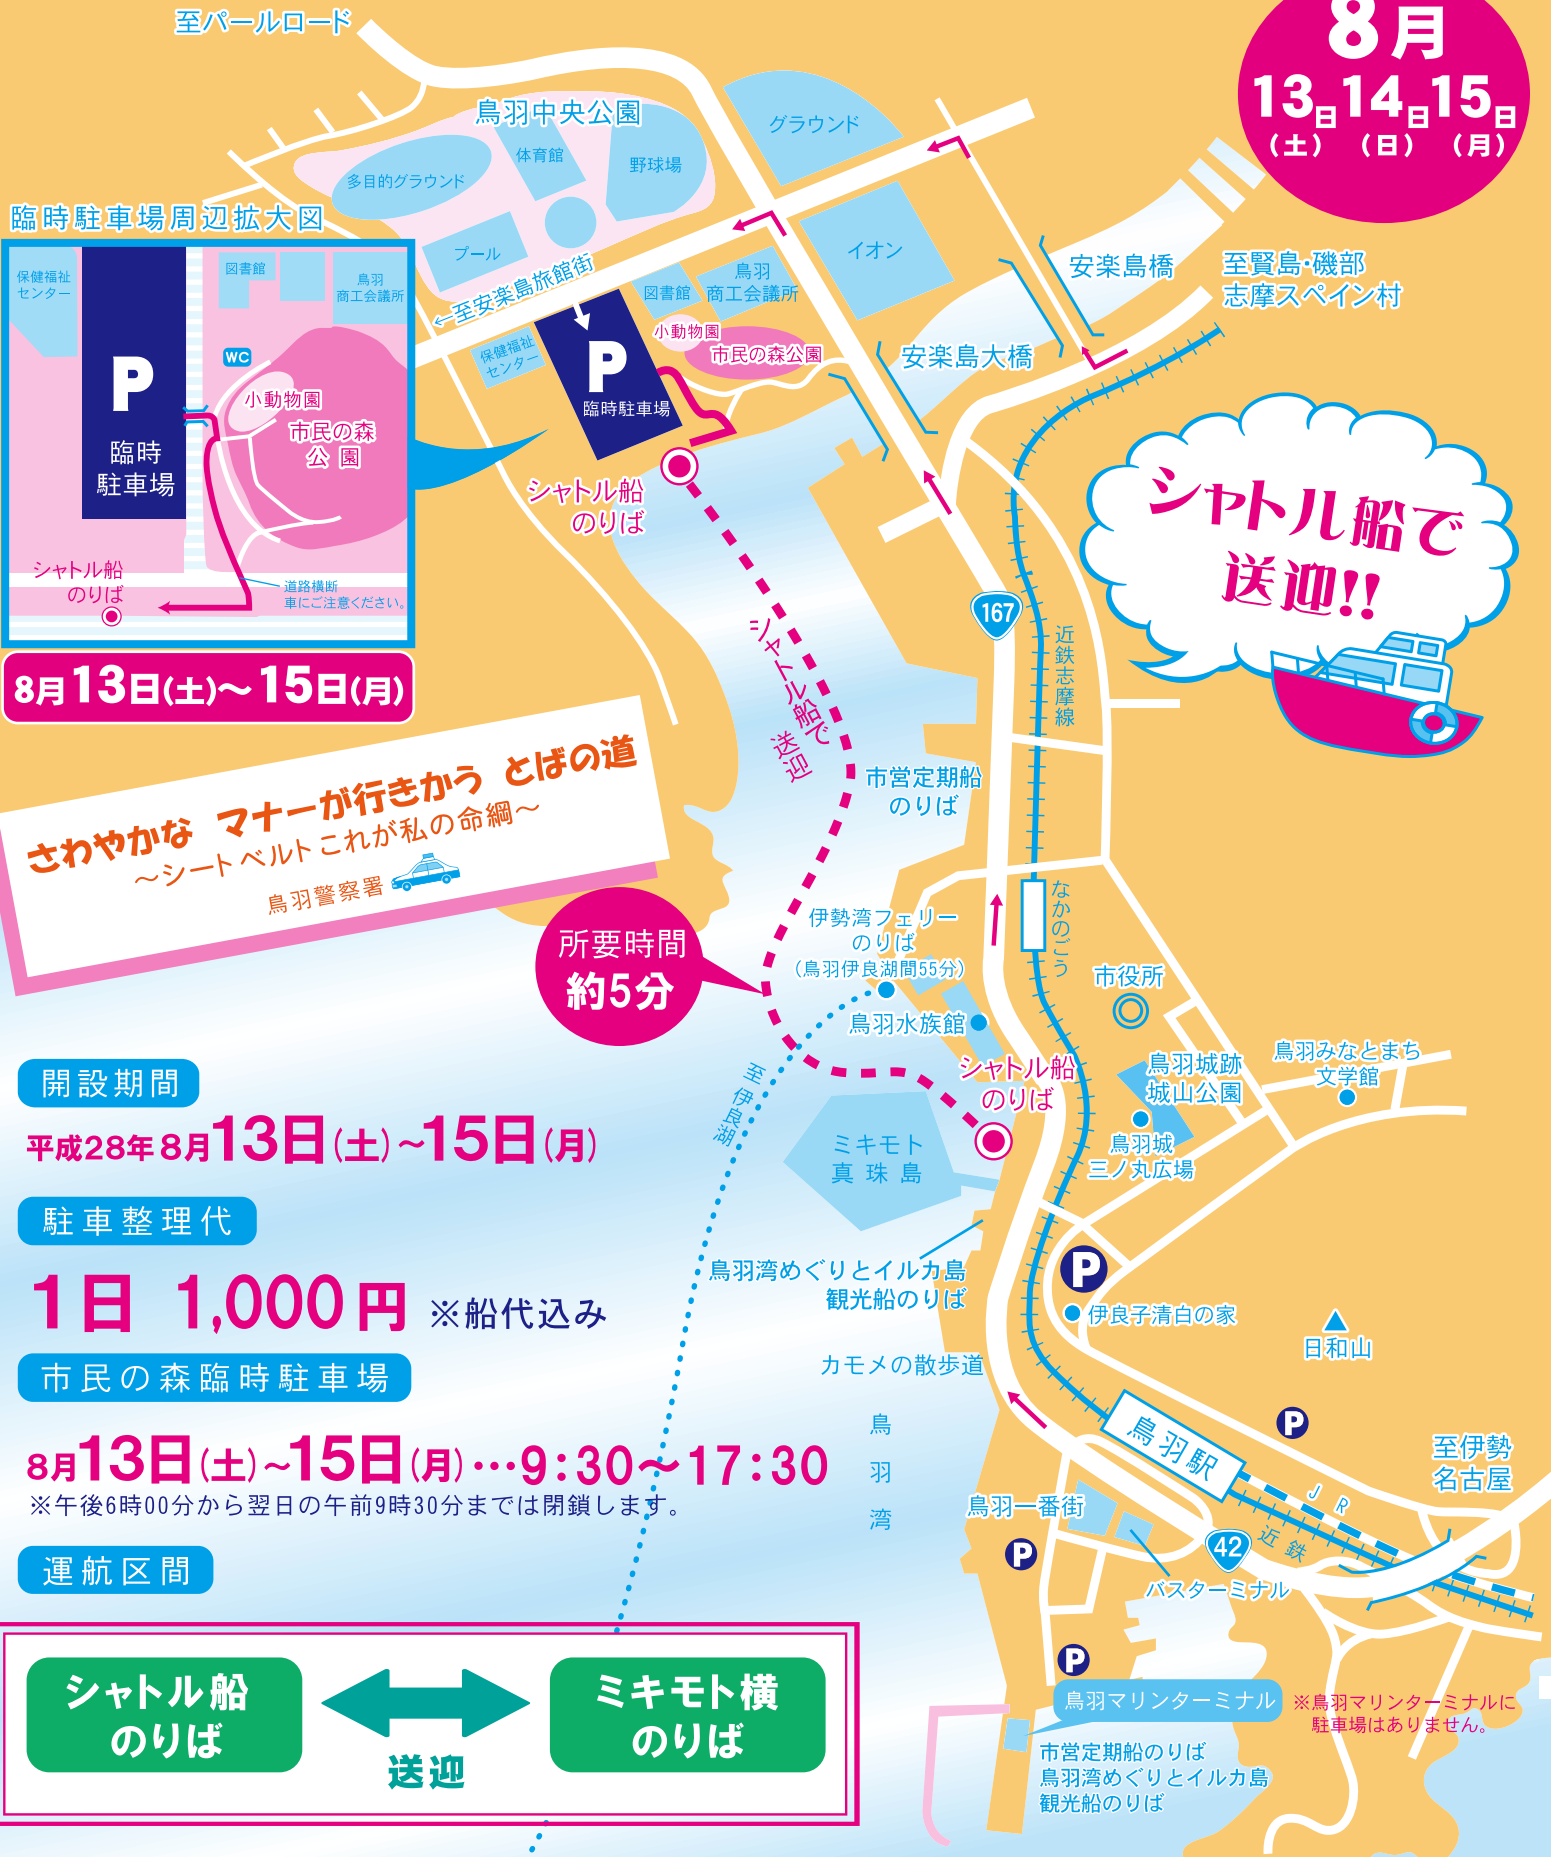 至パールロード
8月
13日14日15日
(土) (日) (月)
鳥羽中央公園
体育館
野球場
多目的グラウンド
プール
グラウンド
イオン
←至安楽島旅館街
図書館
鳥羽
商工会議所
小動物園
市民の森公園
保健福祉
センター
P
臨時駐車場
安楽島橋
安楽島大橋
至賢島・磯部
志摩スペイン村
臨時駐車場周辺拡大図
保健福祉
センター
図書館
鳥羽
商工会議所
WC
P
臨時
駐車場
小動物園
市民の森
公園
シャトル船
のりば
道路横断
車にご注意ください。
8月13日(土)～15日(月)
シャトル船
のりば
シャトル船で
送迎
シャトル船で
送迎!!
167
近鉄志摩線
さわやかな マナーが行きかう とばの道
～シートベルトこれが私の命綱～
鳥羽警察署
市営定期船
のりば
所要時間
約5分
伊勢湾フェリー
のりば
(鳥羽伊良湖間55分)
なかのごう
市役所
鳥羽水族館
シャトル船
のりば
鳥羽城跡
城山公園
鳥羽みなとまち
文学館
鳥羽城
三ノ丸広場
至伊良湖
ミキモト
真珠島
鳥羽湾めぐりとイルカ島
観光船のりば
P
伊良子清白の家
日和山
カモメの散歩道
鳥羽湾
鳥羽駅
P
至伊勢
名古屋
JR
近鉄
鳥羽一番街
P
42
バスターミナル
P
鳥羽マリンターミナル
※鳥羽マリンターミナルに
駐車場はありません。
市営定期船のりば
鳥羽湾めぐりとイルカ島
観光船のりば
開設期間
平成28年8月13日(土)～15日(月)
駐車整理代
1日 1,000円 ※船代込み
市民の森臨時駐車場
8月13日(土)～15日(月)…9:30～17:30
※午後6時00分から翌日の午前9時30分までは閉鎖します。
運航区間
シャトル船
のりば
送迎
ミキモト横
のりば